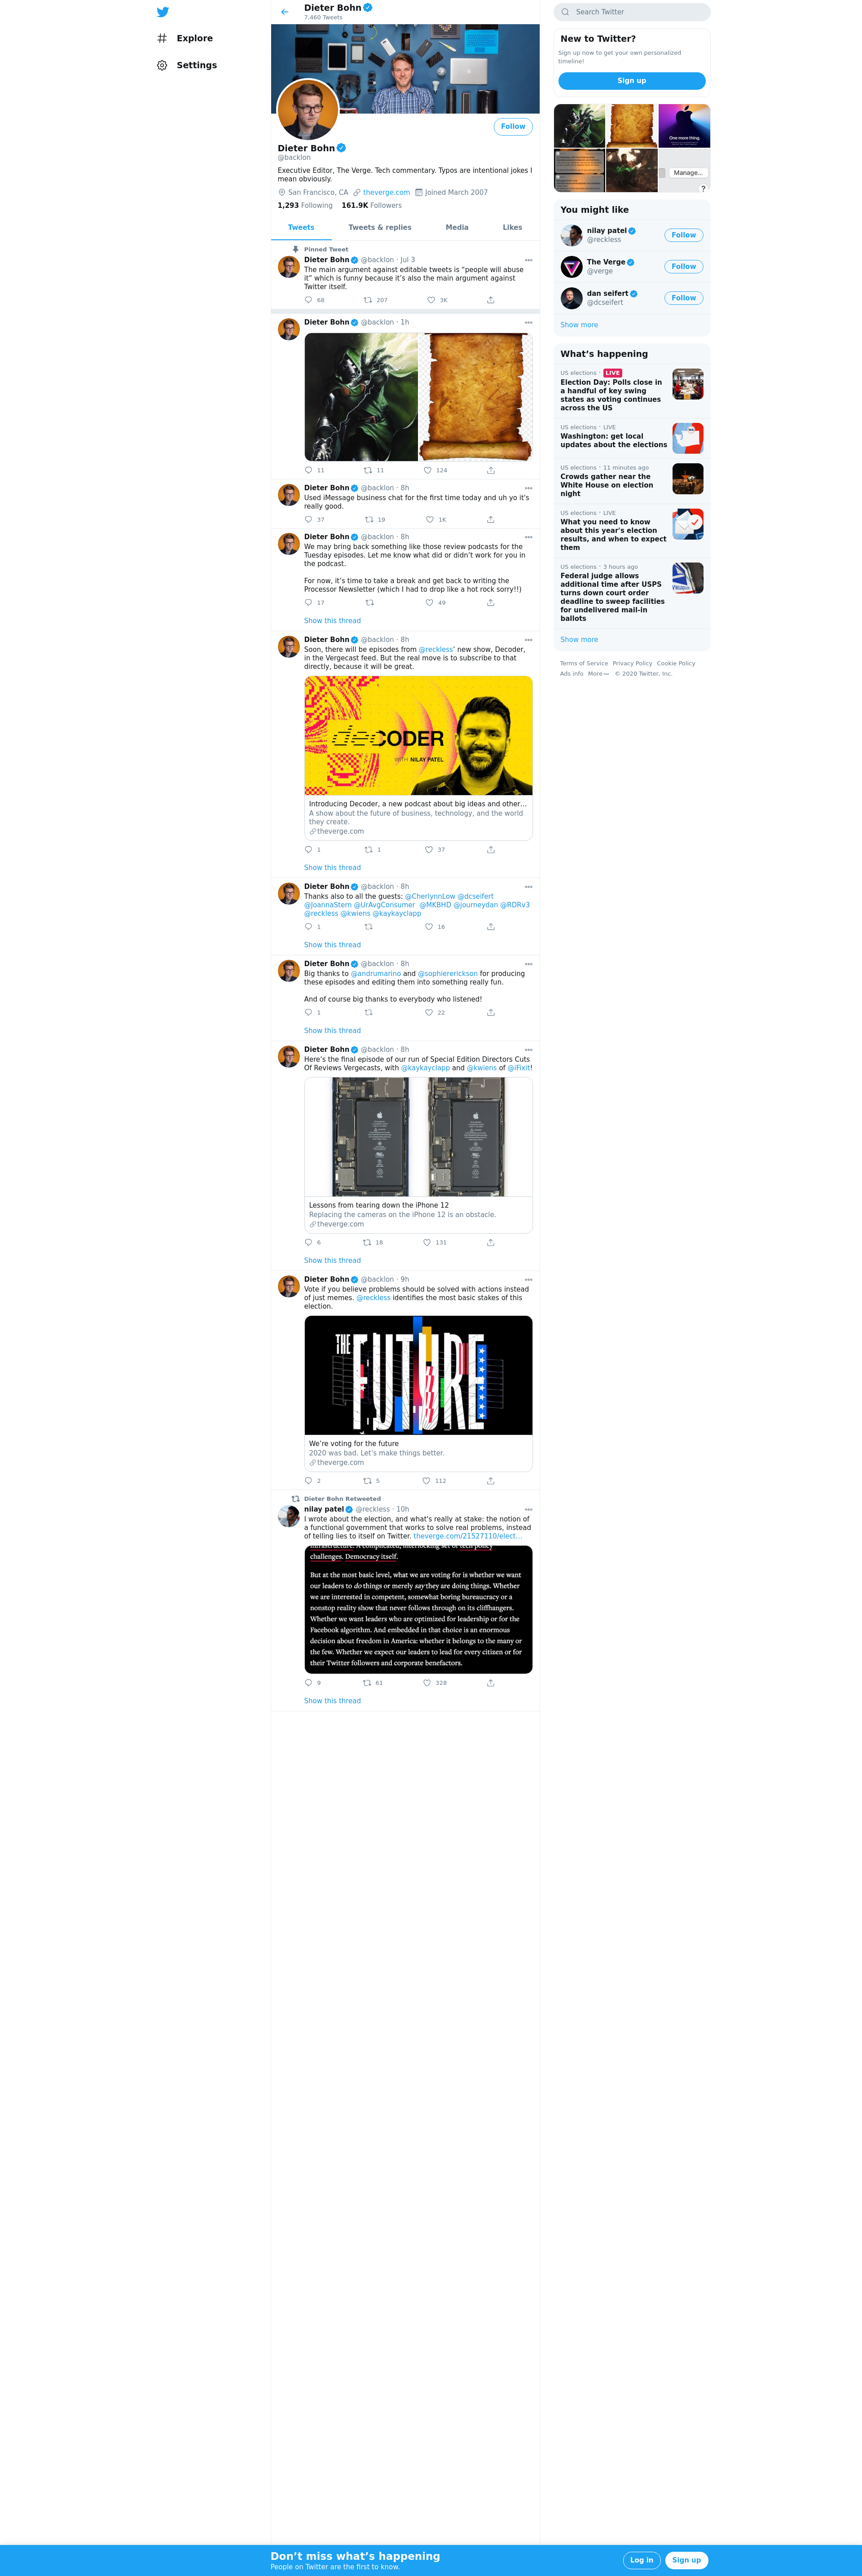 Explore
Settings
Dieter Bohn
7,460 Tweets
Follow
Dieter Bohn
@backlon
Executive Editor, The Verge. Tech commentary. Typos are intentional jokes I
mean obviously.
San Francisco, CA theverge.com Joined March 2007
1,293 Following 161.9K Followers
Tweets Tweets & replies Media Likes
Pinned Tweet
Dieter Bohn @backlon · Jul 3
The main argument against editable tweets is “people will abuse
it” which is funny because it’s also the main argument against
Twitter itself.
68 207 3K
Dieter Bohn @backlon · 1h
11 11 124
Dieter Bohn @backlon · 8h
Used iMessage business chat for the first time today and uh yo it’s
really good.
37 19 1K
Dieter Bohn @backlon · 8h
We may bring back something like those review podcasts for the
Tuesday episodes. Let me know what did or didn’t work for you in
the podcast.
For now, it’s time to take a break and get back to writing the
Processor Newsletter (which I had to drop like a hot rock sorry!!)
17 49
Show this thread
Dieter Bohn @backlon · 8h
Soon, there will be episodes from @reckless’ new show, Decoder,
in the Vergecast feed. But the real move is to subscribe to that
directly, because it will be great.
decODER
WITH NILAY PATEL
Introducing Decoder, a new podcast about big ideas and other…
A show about the future of business, technology, and the world
they create.
theverge.com
1 1 37
Show this thread
Dieter Bohn @backlon · 8h
Thanks also to all the guests: @CherlynnLow @dcseifert
@JoannaStern @UrAvgConsumer @MKBHD @journeydan @RDRv3
@reckless @kwiens @kaykayclapp
1 16
Show this thread
Dieter Bohn @backlon · 8h
Big thanks to @andrumarino and @sophiererickson for producing
these episodes and editing them into something really fun.
And of course big thanks to everybody who listened!
1 22
Show this thread
Dieter Bohn @backlon · 8h
Here’s the final episode of our run of Special Edition Directors Cuts
Of Reviews Vergecasts, with @kaykayclapp and @kwiens of @iFixit!
Lessons from tearing down the iPhone 12
Replacing the cameras on the iPhone 12 is an obstacle.
theverge.com
6 18 131
Show this thread
Dieter Bohn @backlon · 9h
Vote if you believe problems should be solved with actions instead
of just memes. @reckless identifies the most basic stakes of this
election.
THE FUTURE
We’re voting for the future
2020 was bad. Let’s make things better.
theverge.com
2 5 112
Dieter Bohn Retweeted
nilay patel @reckless · 10h
I wrote about the election, and what's really at stake: the notion of
a functional government that works to solve real problems, instead
of telling lies to itself on Twitter. theverge.com/21527110/elect…
infrastructure. A complicated, interlocking set of tech policy
challenges. Democracy itself.
But at the most basic level, what we are voting for is whether we want
our leaders to do things or merely say they are doing things. Whether
we are interested in competent, somewhat boring bureaucracy or a
nonstop reality show that never follows through on its cliffhangers.
Whether we want leaders who are optimized for leadership or for the
Facebook algorithm. And embedded in that choice is an enormous
decision about freedom in America: whether it belongs to the many or
the few. Whether we expect our leaders to lead for every citizen or for
their Twitter followers and corporate benefactors.
9 61 328
Show this thread
Search Twitter
New to Twitter?
Sign up now to get your own personalized
timeline!
Sign up
One more thing.
Manage...
?
You might like
nilay patel
@reckless
Follow
The Verge
@verge
Follow
dan seifert
@dcseifert
Follow
Show more
What’s happening
US elections · LIVE
Election Day: Polls close in
a handful of key swing
states as voting continues
across the US
US elections · LIVE
Washington: get local
updates about the elections
US elections · 11 minutes ago
Crowds gather near the
White House on election
night
US elections · LIVE
What you need to know
about this year's election
results, and when to expect
them
US elections · 3 hours ago
Federal judge allows
additional time after USPS
turns down court order
deadline to sweep facilities
for undelivered mail-in
ballots
Show more
Terms of Service Privacy Policy Cookie Policy
Ads info More © 2020 Twitter, Inc.
Don’t miss what’s happening
People on Twitter are the first to know.
Log in
Sign up